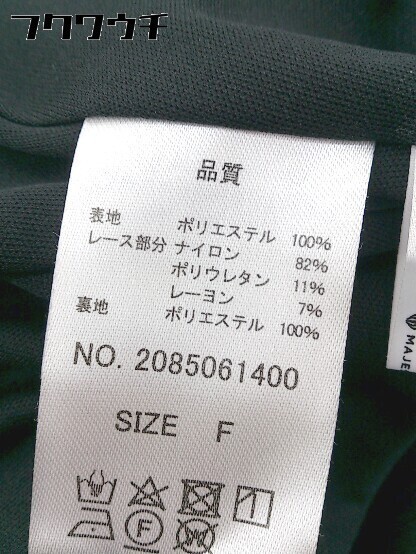 フクワウチ
品質
表地 ポリエステル 100%
レース部分 ナイロン 82%
ポリウレタン 11%
レーヨン 7%
裏地 ポリエステル 100%
NO. 2085061400
SIZE F
F
MAJE